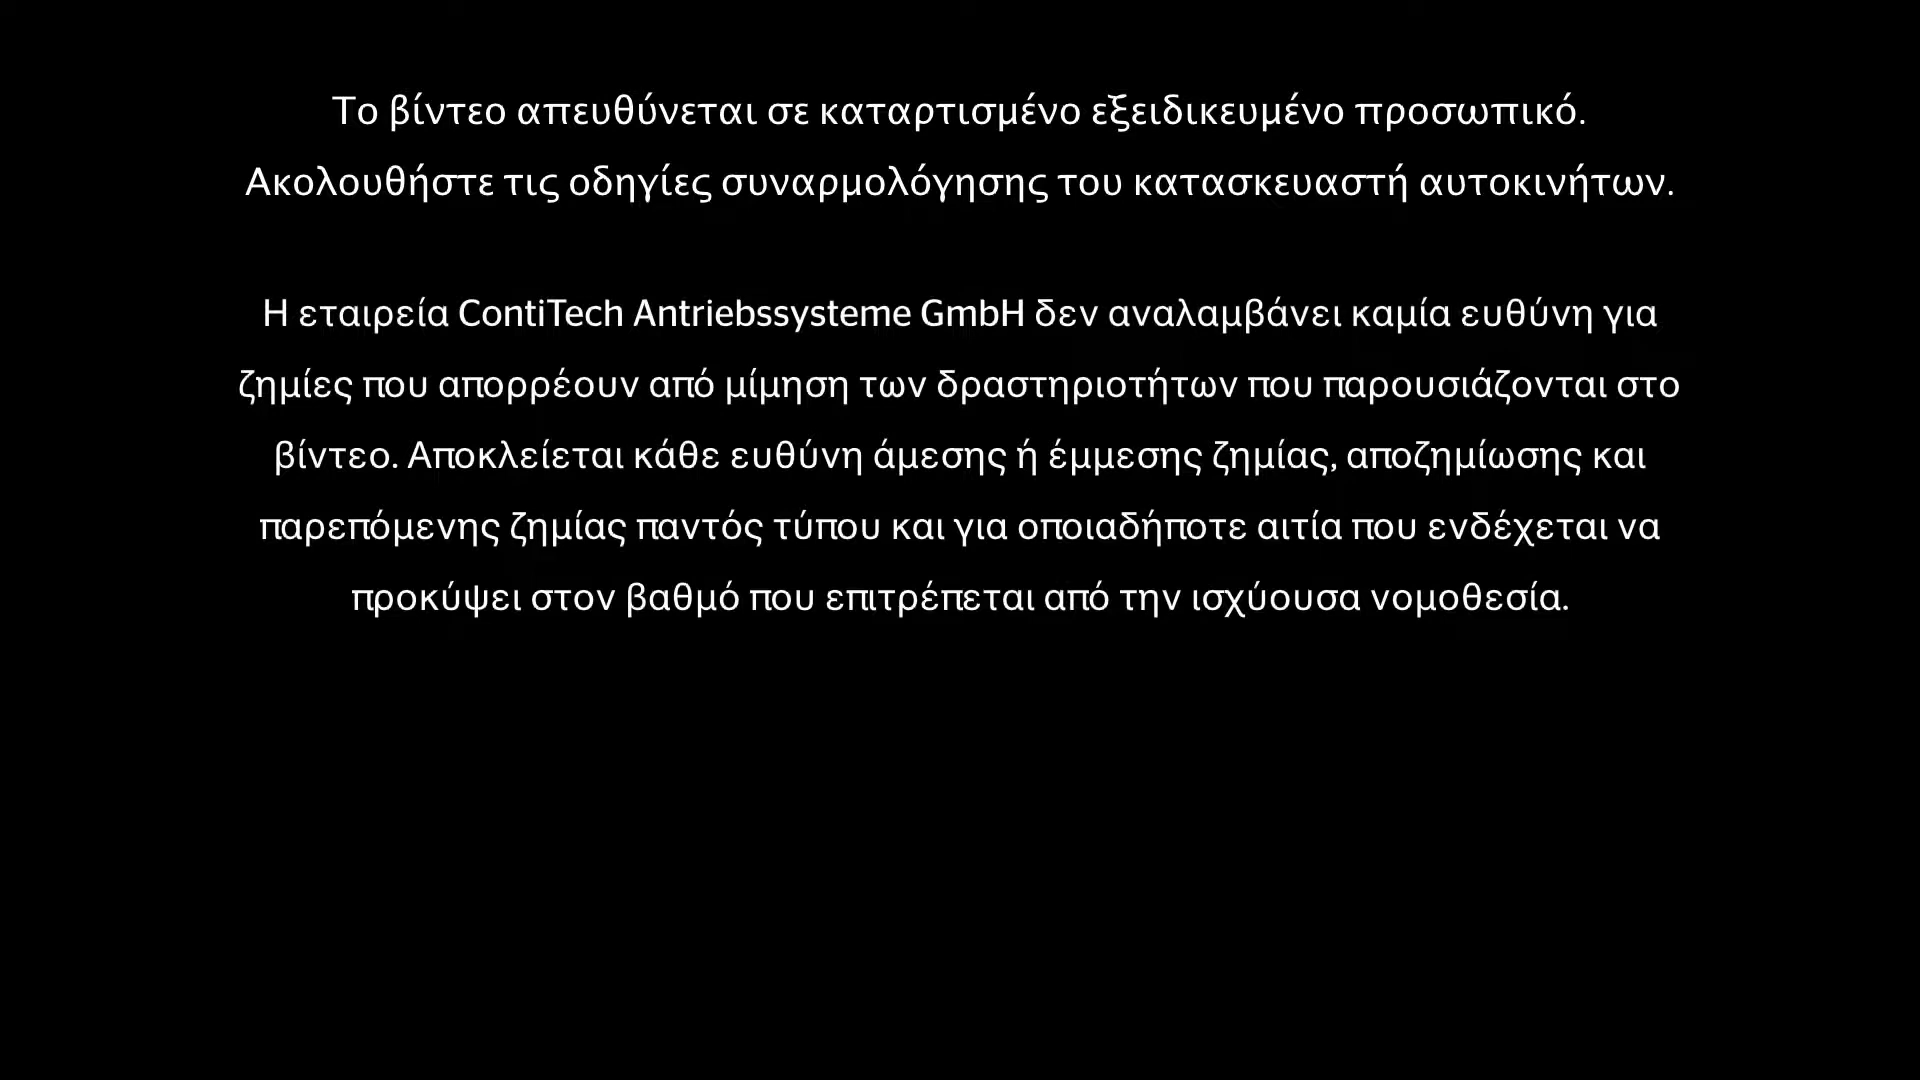 Το βίντεο απευθύνεται σε καταρτισμένο εξειδικευμένο προσωπικό.
Ακολουθήστε τις οδηγίες συναρμολόγησης του κατασκευαστή αυτοκινήτων.
Η εταιρεία ContiTech Antriebssysteme GmbH δεν αναλαμβάνει καμία ευθύνη για
ζημίες που απορρέουν από μίμηση των δραστηριοτήτων που παρουσιάζονται στο
βίντεο. Αποκλείεται κάθε ευθύνη άμεσης ή έμμεσης ζημίας, αποζημίωσης και
παρεπόμενης ζημίας παντός τύπου και για οποιαδήποτε αιτία που ενδέχεται να
προκύψει στον βαθμό που επιτρέπεται από την ισχύουσα νομοθεσία.